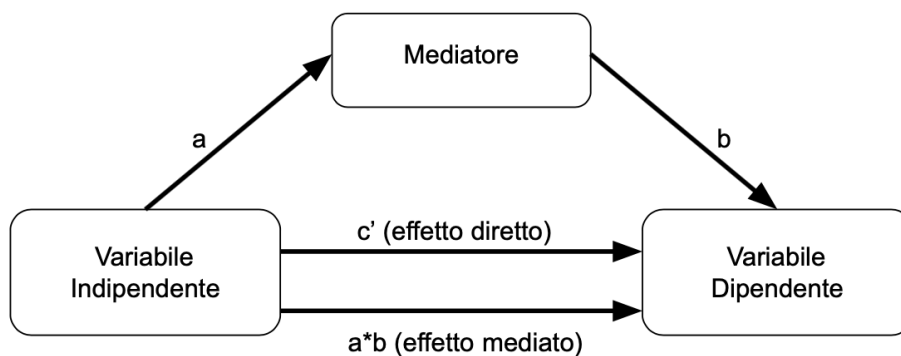 Mediatore
a
b
c’ (effetto diretto)
Variabile
Indipendente
Variabile
Dipendente
a*b (effetto mediato)